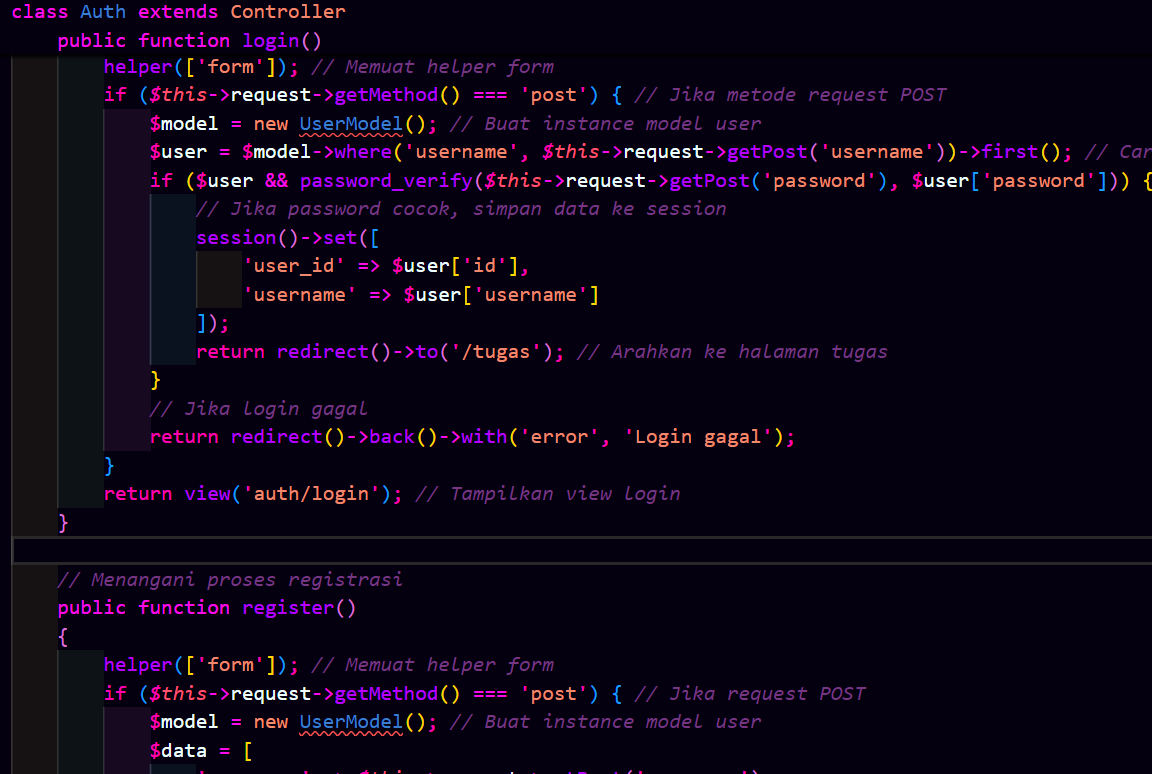 class Auth extends Controller
public function login()
helper(['form']); // Memuat helper form
if ($this->request->getMethod() === 'post') { // Jika metode request POST
$model = new UserModel(); // Buat instance model user
$user = $model->where('username', $this->request->getPost('username'))->first(); // Car
if ($user && password_verify($this->request->getPost('password'), $user['password'])) {
// Jika password cocok, simpan data ke session
session()->set([
'user_id' => $user['id'],
'username' => $user['username']
]);
return redirect()->to('/tugas'); // Arahkan ke halaman tugas
}
// Jika login gagal
return redirect()->back()->with('error', 'Login gagal');
}
return view('auth/login'); // Tampilkan view login
}
// Menangani proses registrasi
public function register()
{
helper(['form']); // Memuat helper form
if ($this->request->getMethod() === 'post') { // Jika request POST
$model = new UserModel(); // Buat instance model user
$data = [